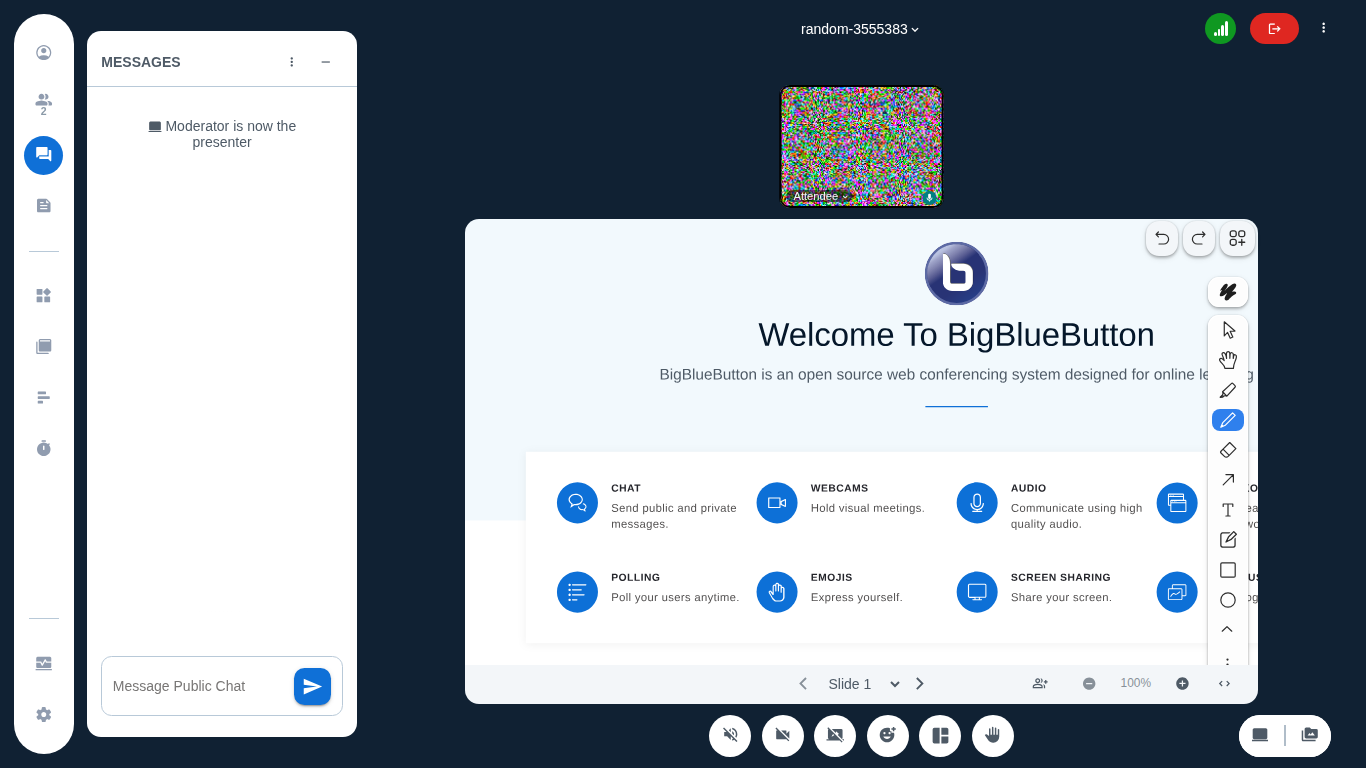 random-3555383
MESSAGES
2
Moderator is now the
presenter
Attendee
Welcome To BigBlueButton
BigBlueButton is an open source web conferencing system designed for online
CHAT
Send public and private
messages.
WEBCAMS
Hold visual meetings.
AUDIO
Communicate using high
quality audio.
POLLING
Poll your users anytime.
EMOJIS
Express yourself.
SCREEN SHARING
Share your screen.
Message Public Chat
Slide 1
100%